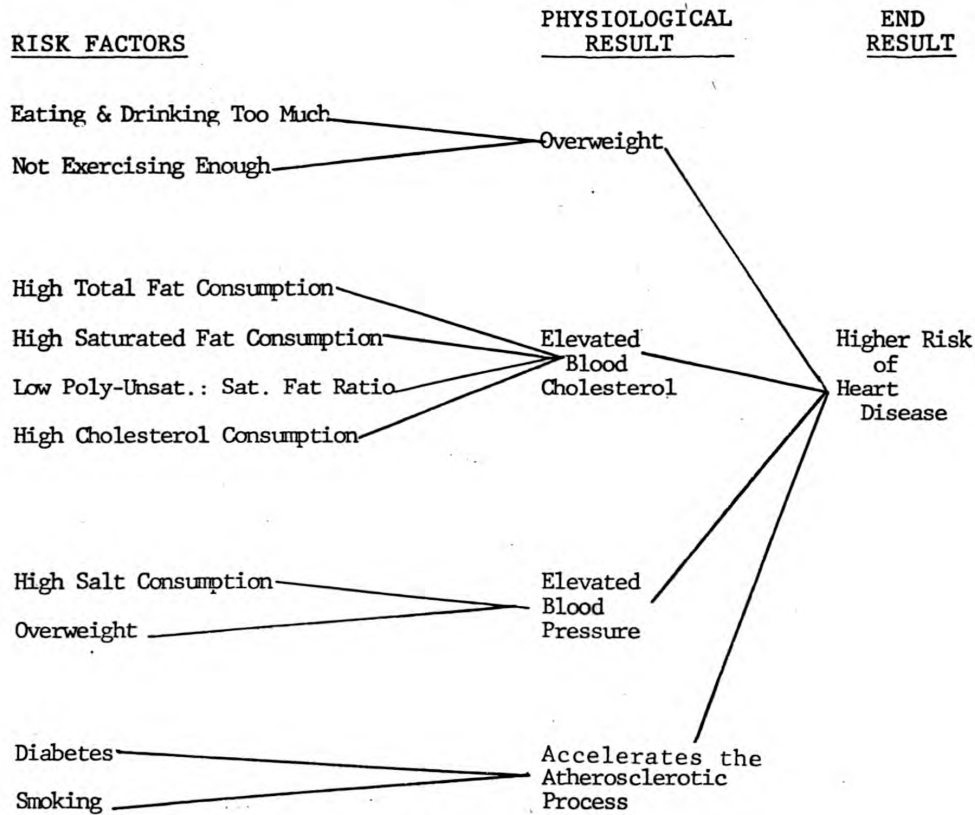 RISK FACTORS
PHYSIOLOGICAL
RESULT
END
RESULT
Eating & Drinking Too Much
Not Exercising Enough
Overweight
High Total Fat Consumption
High Saturated Fat Consumption
Low Poly-Unsat.: Sat. Fat Ratio
High Cholesterol Consumption
Elevated
Blood
Cholesterol
Higher Risk
of
Heart
Disease
High Salt Consumption
Overweight
Elevated
Blood
Pressure
Diabetes
Smoking
Accelerates the
Atherosclerotic
Process